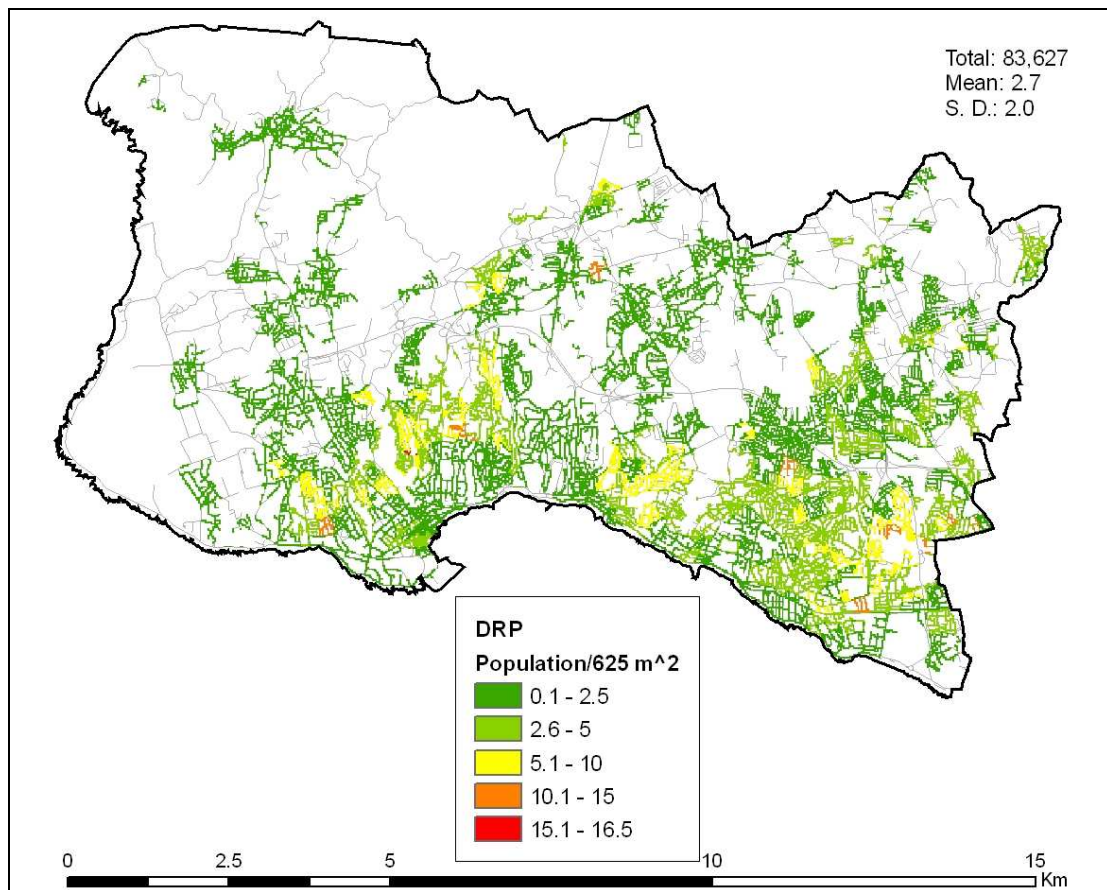 Total: 83,627
Mean: 2.7
S. D.: 2.0
DRP
Population/625 m^2
0.1 - 2.5
2.6 - 5
5.1 - 10
10.1 - 15
15.1 - 16.5
0 2.5 5 10 15
Km